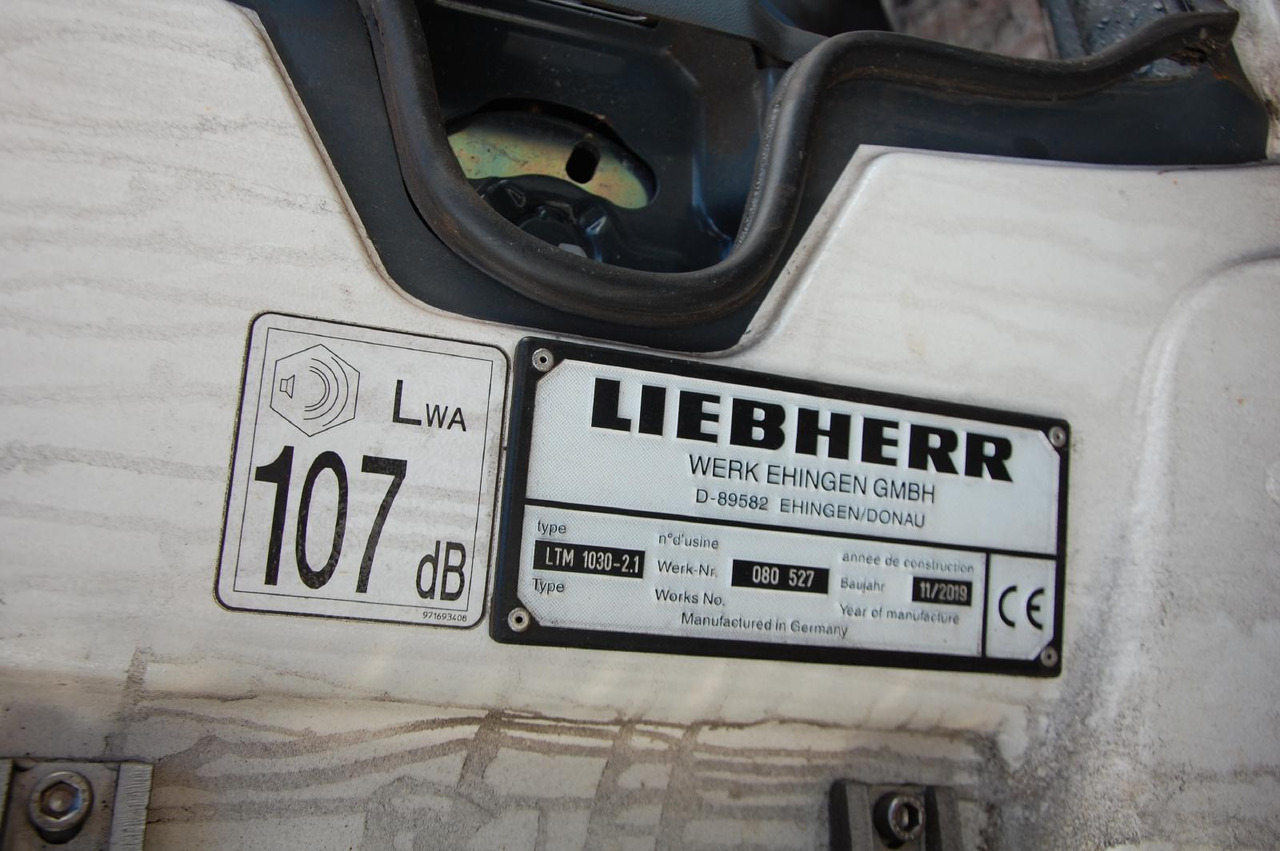 LWA
107
dB
971693408
LIEBHERR
WERK EHINGEN GMBH
D-89582 EHINGEN/DONAU
type
LTM 1030-2.1
Type
n°d'usine
Werk-Nr.
080 527
Works No.
année de construction
Baujahr
11/2019
Year of manufacture
Manufactured in Germany
CE